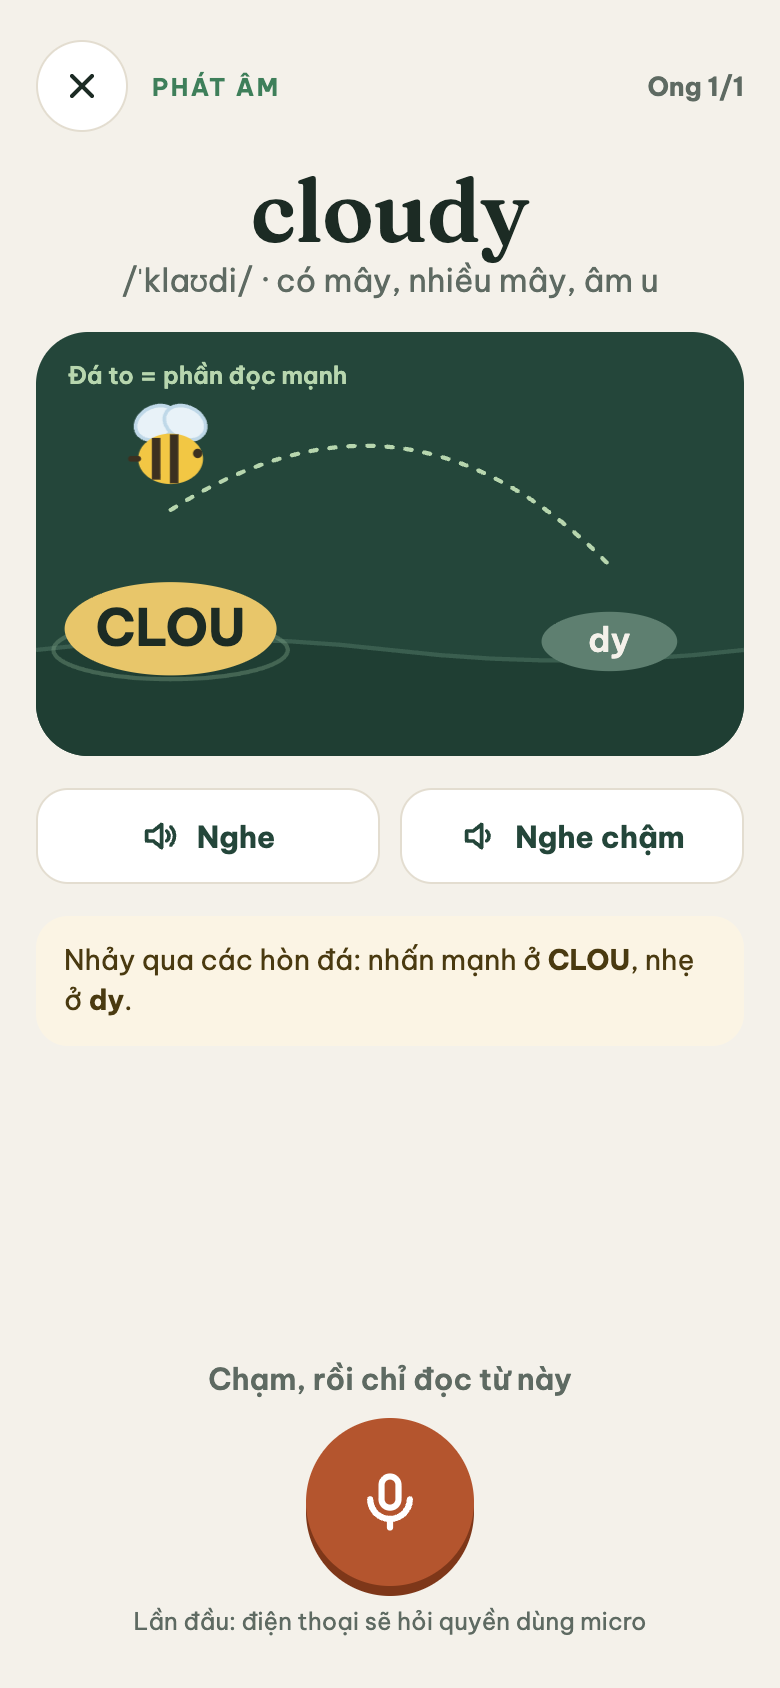 PHÁT ÂM
Ong 1/1
cloudy
/ˈklaʊdi/ · có mây, nhiều mây, âm u
Đá to = phần đọc mạnh
CLOU
dy
Nghe
Nghe chậm
Nhảy qua các hòn đá: nhấn mạnh ở CLOU, nhẹ
ở dy.
Chạm, rồi chỉ đọc từ này
Lần đầu: điện thoại sẽ hỏi quyền dùng micro